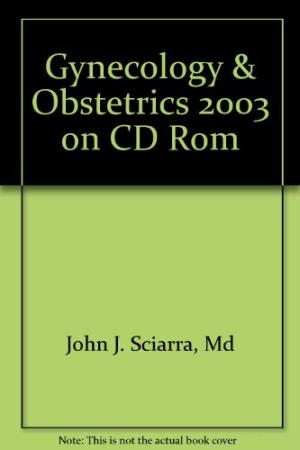 Gynecology &
Obstetrics 2003
on CD Rom
John J. Sciarra, Md
Note: This is not the actual book cover